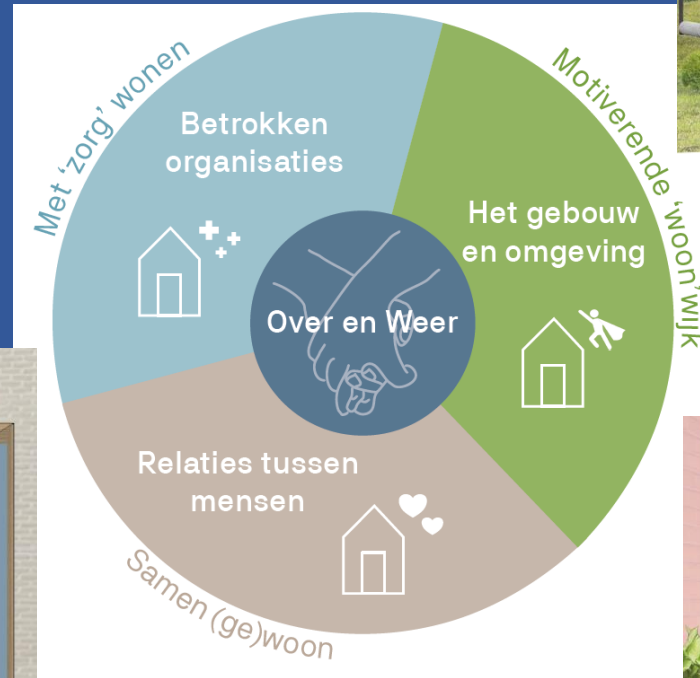 Met ‘zorg’ wonen
Betrokken
organisaties
Motiverende ‘woon’wijk
Het gebouw
en omgeving
Over en Weer
Relaties tussen
mensen
Samen (ge)woon